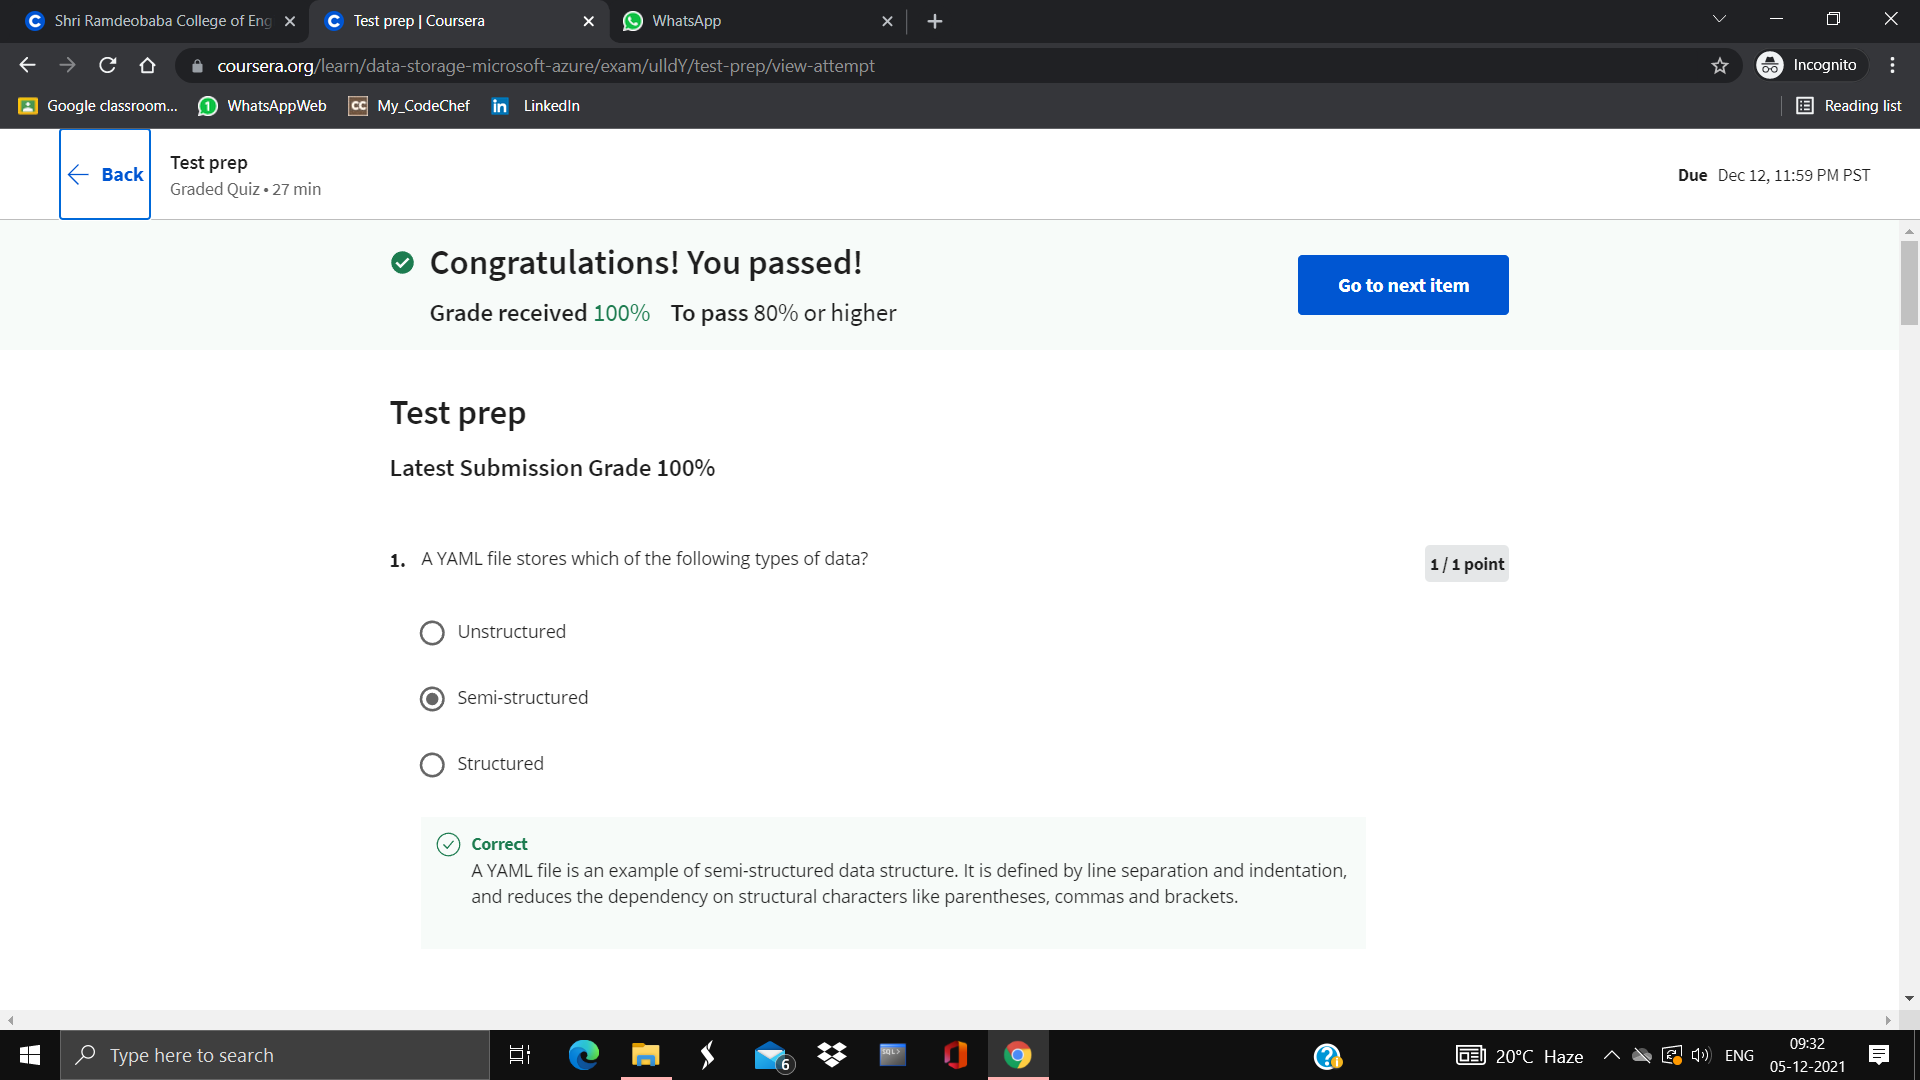 Shri Ramdeobaba College of Eng
Test prep | Coursera
WhatsApp
coursera.org/learn/data-storage-microsoft-azure/exam/ulldY/test-prep/view-attempt
Incognito
Google classroom...
WhatsAppWeb
My_CodeChef
LinkedIn
Reading list
Back
Test prep
Graded Quiz • 27 min
Due Dec 12, 11:59 PM PST
Congratulations! You passed!
Grade received 100% To pass 80% or higher
Go to next item
Test prep
Latest Submission Grade 100%
1. A YAML file stores which of the following types of data?
1 / 1 point
Unstructured
Semi-structured
Structured
Correct
A YAML file is an example of semi-structured data structure. It is defined by line separation and indentation,
and reduces the dependency on structural characters like parentheses, commas and brackets.
Type here to search
6
20°C Haze
ENG
09:32
05-12-2021